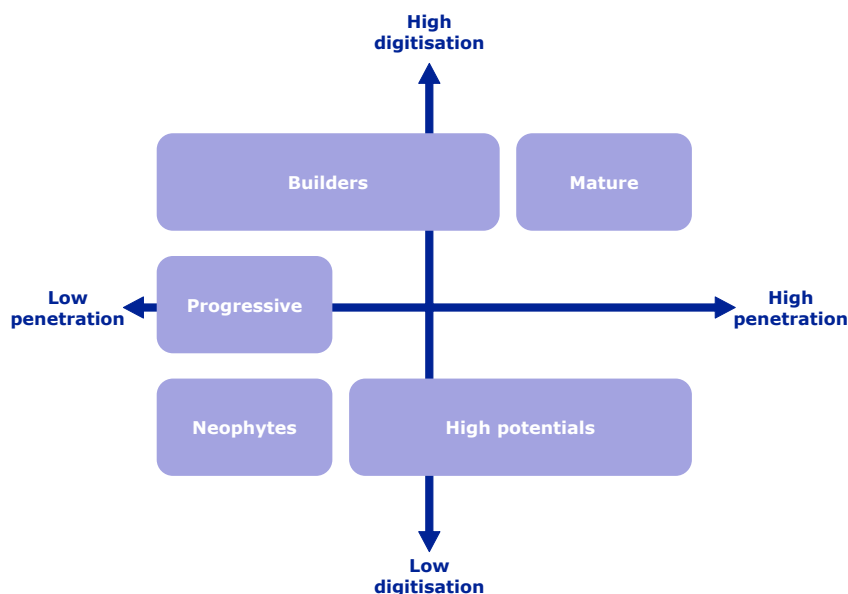 High
digitisation
Builders
Mature
Low
penetration
Progressive
High
penetration
Neophytes
High potentials
Low
digitisation